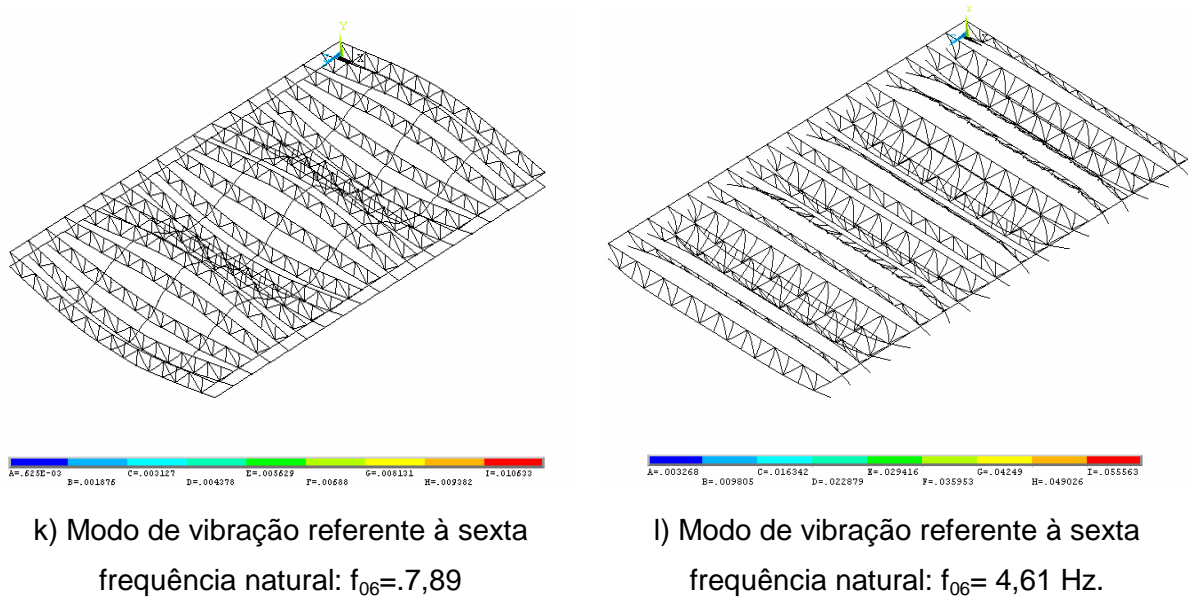 Y
X
A=.625E-03
B=.001876
C=.003127
D=.004378
E=.005629
F=.00688
G=.008131
H=.009382
I=.010633
k) Modo de vibração referente à sexta
frequência natural: f06=.7,89
A=.003268
B=.009805
C=.016342
D=.022879
E=.029416
F=.035953
G=.04249
H=.049026
I=.055563
l) Modo de vibração referente à sexta
frequência natural: f06= 4,61 Hz.